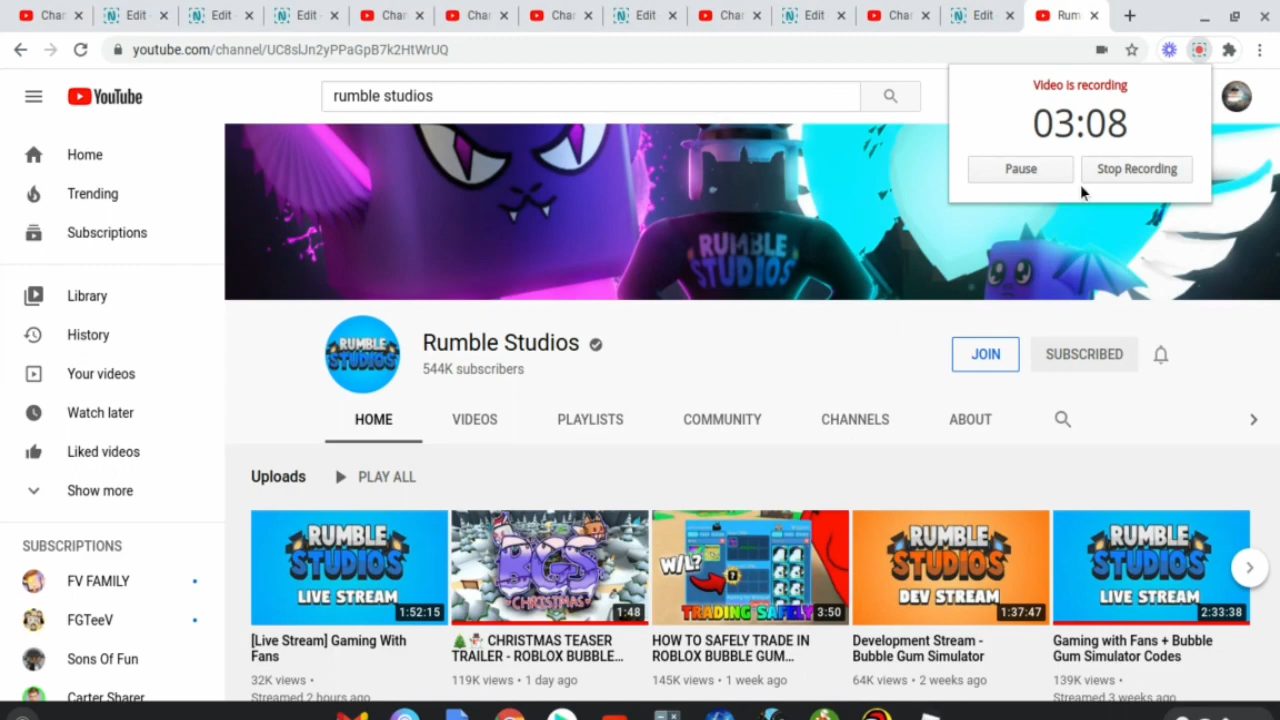 Char
Edit -
Edit -
Edit -
Char
Char
Char
Edit -
Char
Edit -
Char
Edit
Rum
youtube.com/channel/UC8slJn2yPPaGpB7k2HtWrUQ
YouTube
rumble studios
Video is recording
03:08
Pause
Stop Recording
Home
Trending
Subscriptions
Library
History
Your videos
Watch later
Liked videos
Show more
SUBSCRIPTIONS
FV FAMILY
FGTeeV
Sons Of Fun
Carter Sharer
RUMBLE
STUDIOS
RUMBLE
STUDIOS
Rumble Studios
544K subscribers
JOIN
SUBSCRIBED
HOME
VIDEOS
PLAYLISTS
COMMUNITY
CHANNELS
ABOUT
Uploads
PLAY ALL
RUMBLE
STUDIOS
LIVE STREAM
1:52:15
[Live Stream] Gaming With
Fans
32K views •
Streamed 2 hours ago
BGS
CHRISTMAS
1:48
🎄⛄ CHRISTMAS TEASER
TRAILER - ROBLOX BUBBLE...
119K views • 1 day ago
W/L?
TRADING SAFELY
3:50
HOW TO SAFELY TRADE IN
ROBLOX BUBBLE GUM...
145K views • 1 week ago
RUMBLE
STUDIOS
DEV STREAM
1:37:47
Development Stream -
Bubble Gum Simulator
64K views • 2 weeks ago
RUMBLE
STUDIOS
LIVE STREAM
2:33:38
Gaming with Fans + Bubble
Gum Simulator Codes
139K views •
Streamed 3 weeks ago